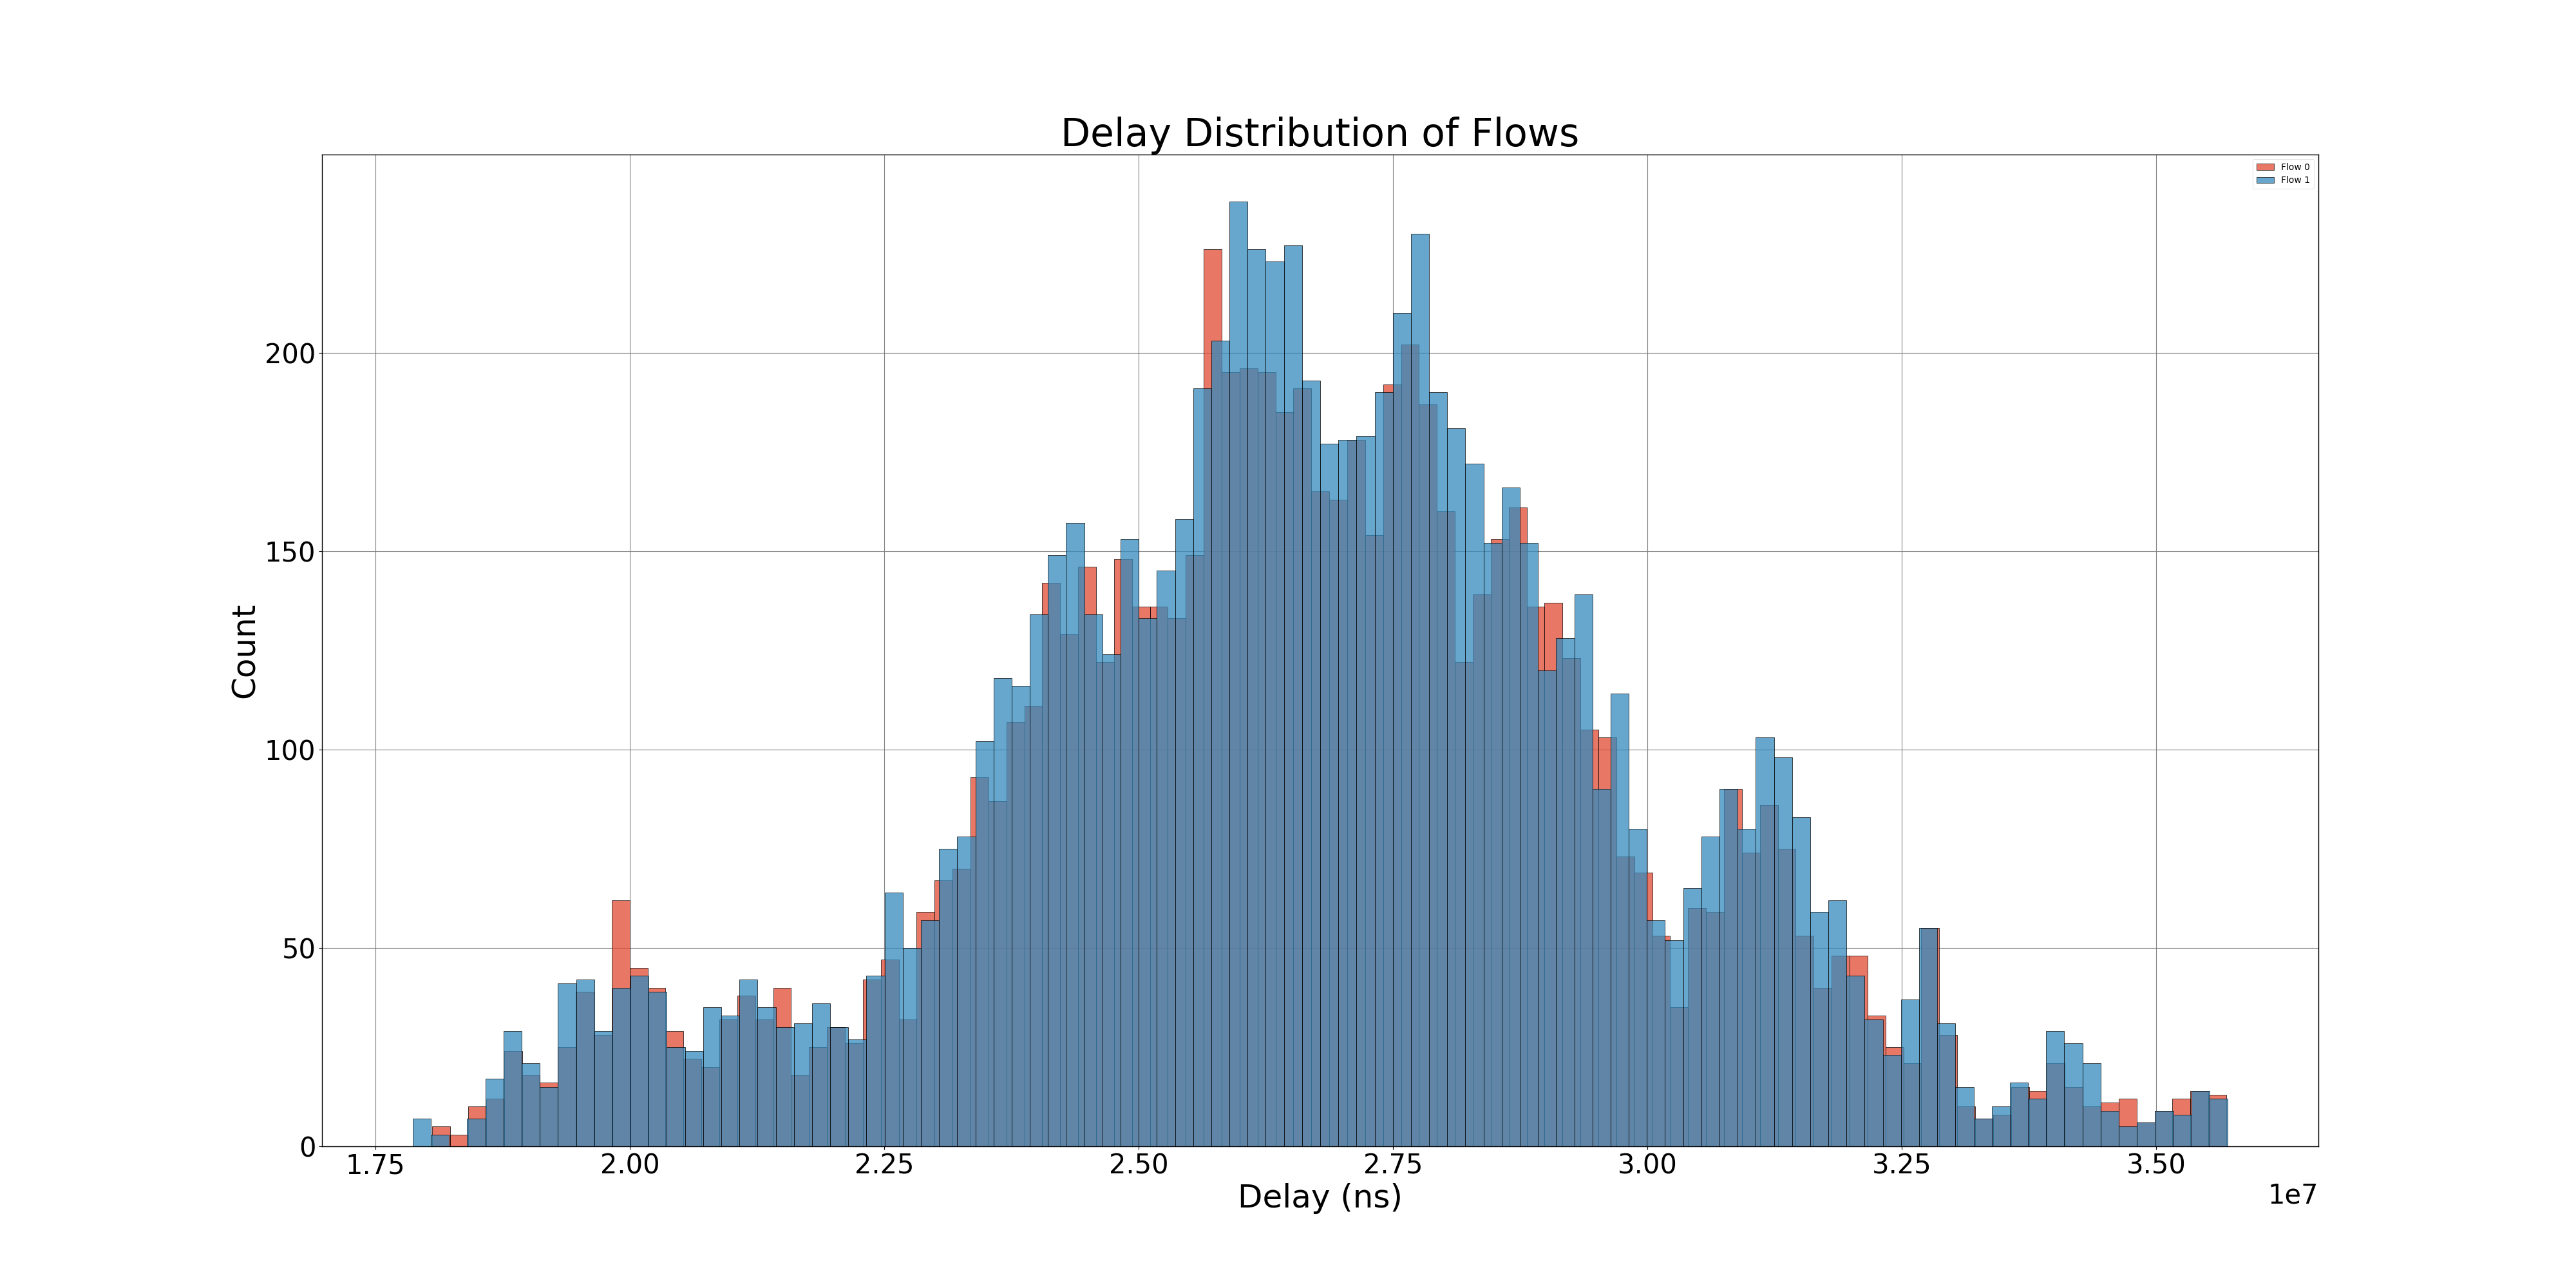 Delay Distribution of Flows
Flow 0
Flow 1
Count
200
150
100
50
0
1.75 2.00 2.25 2.50 2.75 3.00 3.25 3.50
Delay (ns)
1e7